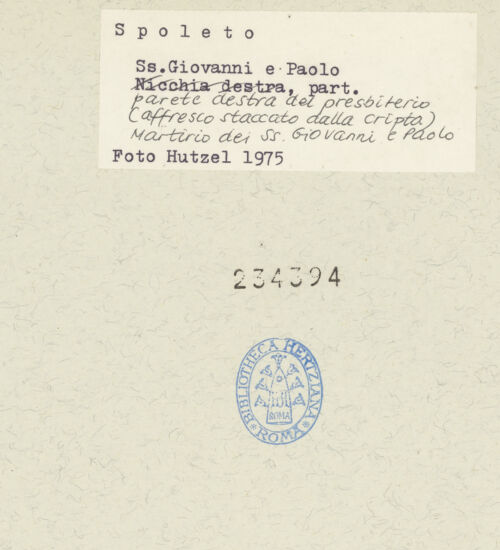 Spoleto
Ss.Giovanni e Paolo
Nicchia destra, part.
parete destra del presbiterio
(affresco staccato dalla cripta)
Martirio dei Ss. Giovanni e Paolo
Foto Hutzel 1975
234394
*BIBLIOTHECA HERTZIANA*
ROMA
ROMA